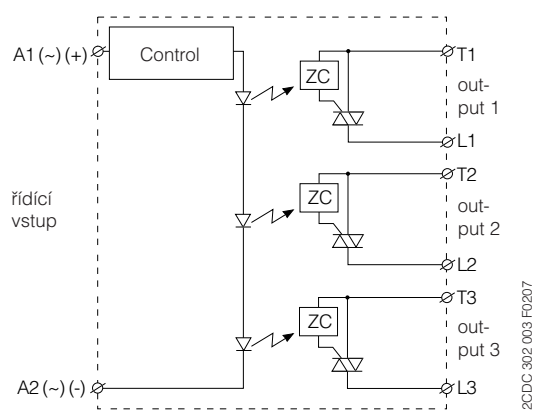 A1 (~) (+)
Control
ZC
T1
out-
put 1
L1
řídící
vstup
ZC
T2
out-
put 2
L2
ZC
T3
out-
put 3
L3
A2 (~) (-)
2CDC 302 003 F0207